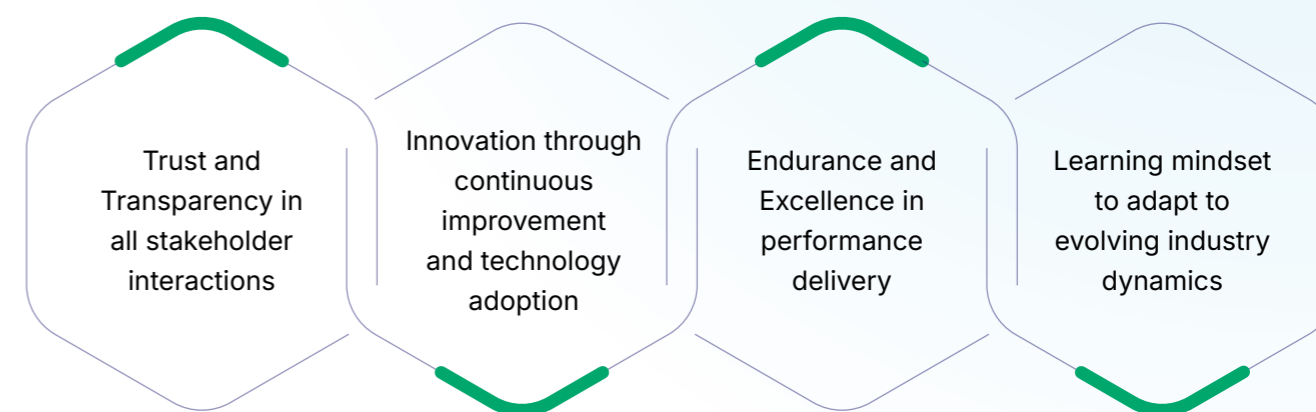 Trust and
Transparency in
all stakeholder
interactions
Innovation through
continuous
improvement
and technology
adoption
Endurance and
Excellence in
performance
delivery
Learning mindset
to adapt to
evolving industry
dynamics